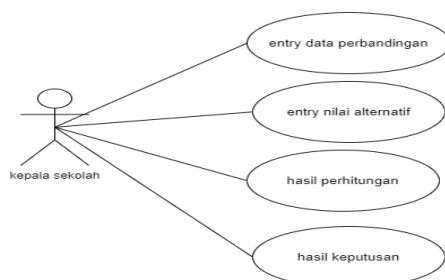 entry data perbandingan
entry nilai alternatif
kepala sekolah
hasil perhitungan
hasil keputusan